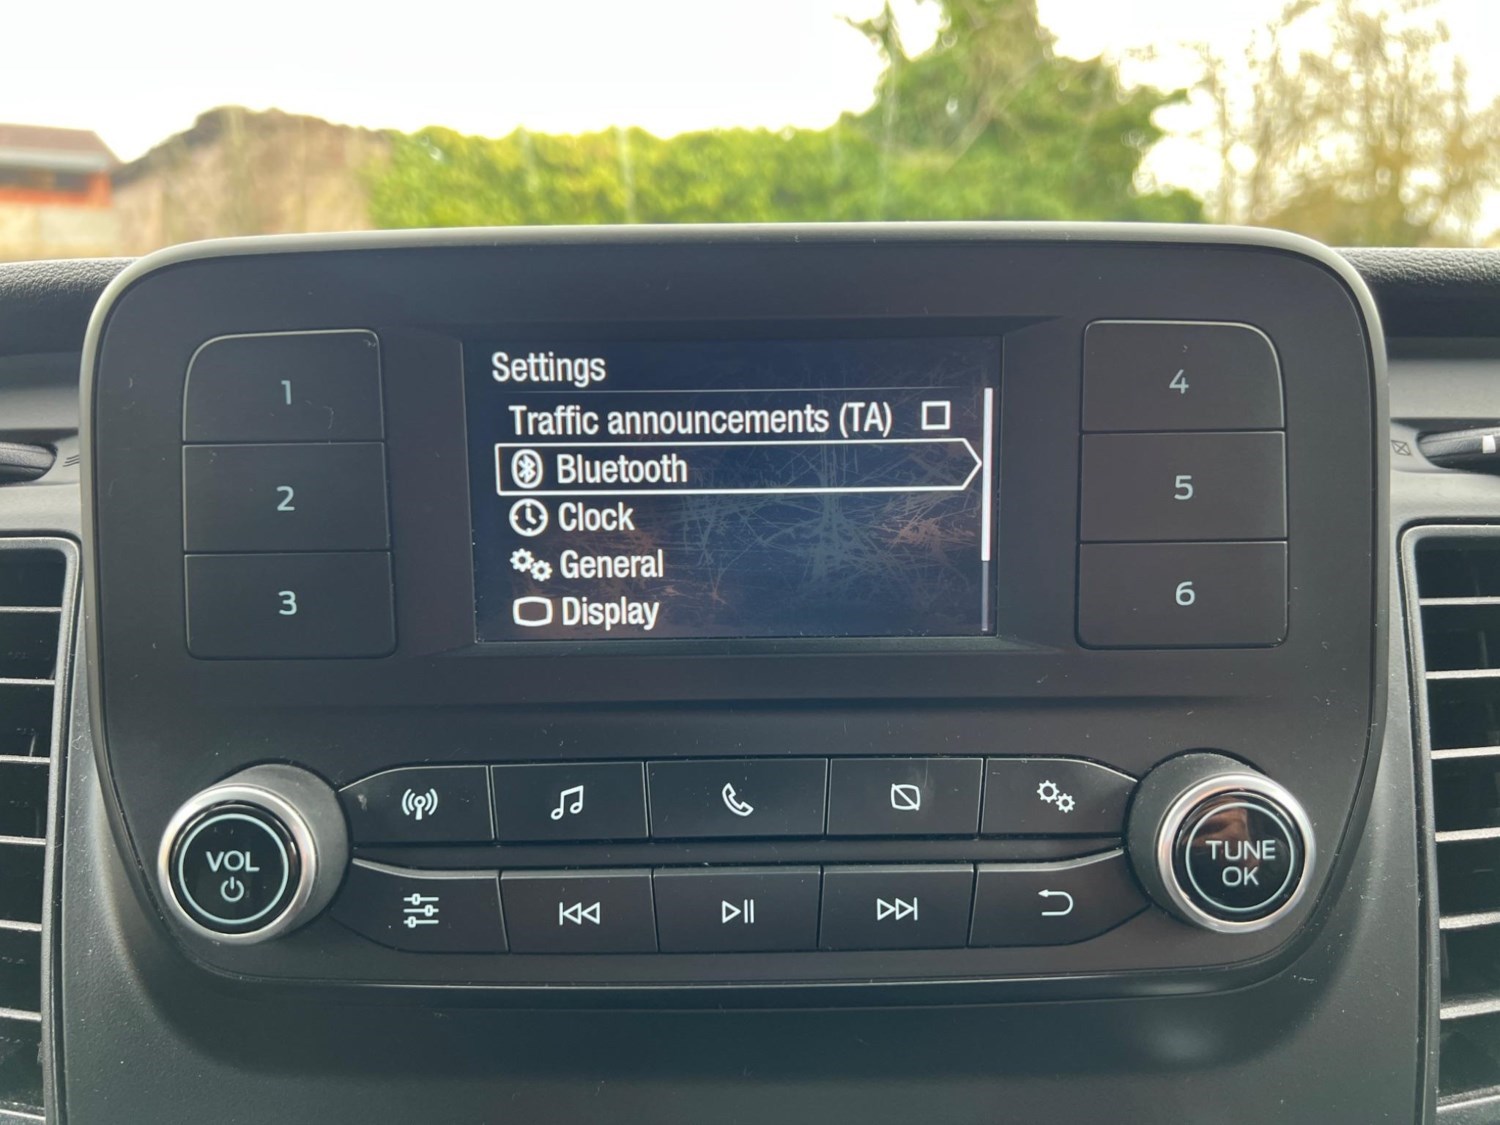 Settings
Traffic announcements (TA)
Bluetooth
Clock
General
Display
1
2
3
4
5
6
VOL
TUNE
OK